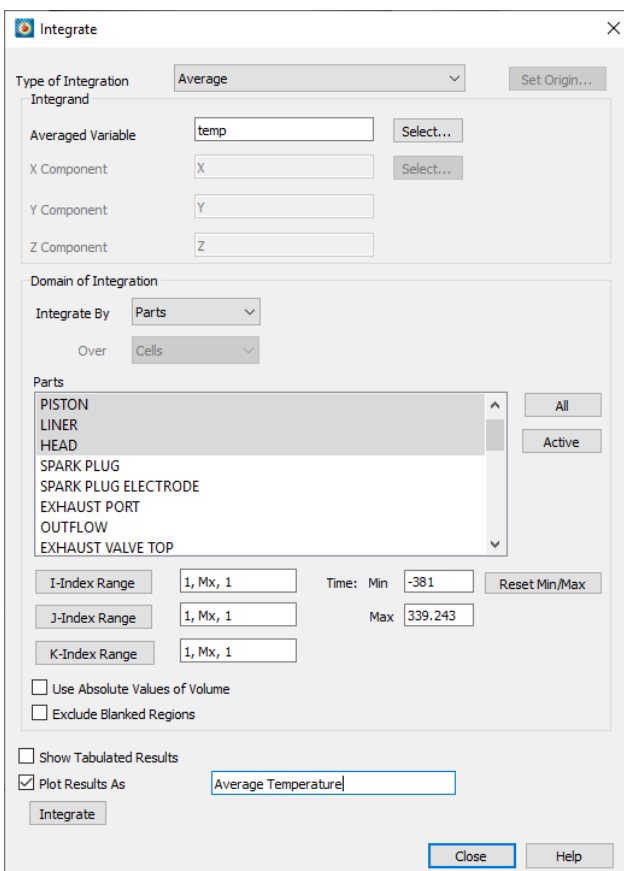 Integrate
Type of Integration Average Set Origin...
Integrand
Averaged Variable temp Select...
X Component X Select...
Y Component Y
Z Component Z
Domain of Integration
Integrate By Parts
Over Cells
Parts
PISTON
LINER
HEAD
SPARK PLUG
SPARK PLUG ELECTRODE
EXHAUST PORT
OUTFLOW
EXHAUST VALVE TOP
All
Active
I-Index Range 1, Mx, 1 Time: Min -381 Reset Min/Max
J-Index Range 1, Mx, 1 Max 339.243
K-Index Range 1, Mx, 1
Use Absolute Values of Volume
Exclude Blanked Regions
Show Tabulated Results
Plot Results As Average Temperature
Integrate
Close Help